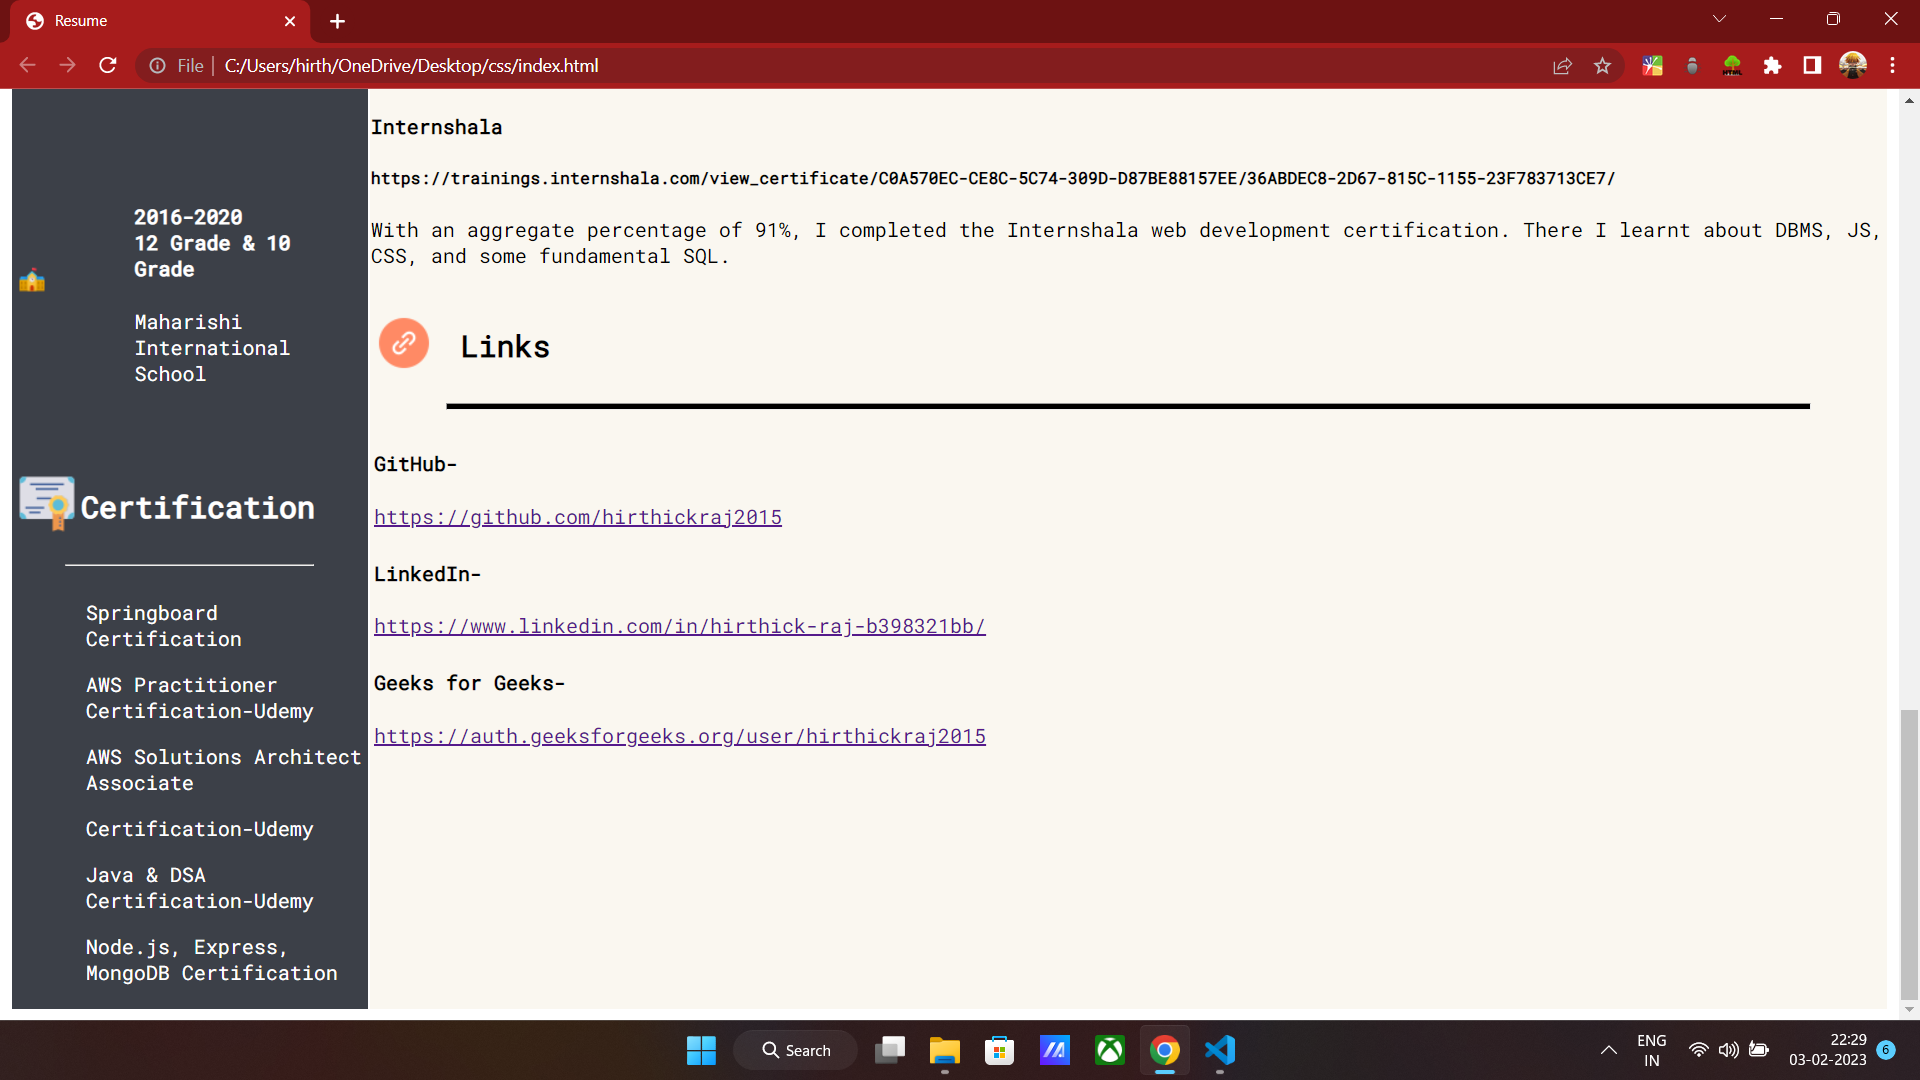 Resume
File
C:/Users/hirth/OneDrive/Desktop/css/index.html
2016-2020
12 Grade & 10
Grade
Maharishi
International
School
Certification
Springboard
Certification
AWS Practitioner
Certification-Udemy
AWS Solutions Architect
Associate
Certification-Udemy
Java & DSA
Certification-Udemy
Node.js, Express,
MongoDB Certification
Internshala
https://trainings.internshala.com/view_certificate/C0A570EC-CE8C-5C74-309D-D87BE88157EE/36ABDEC8-2D67-815C-1155-23F783713CE7/
With an aggregate percentage of 91%, I completed the Internshala web development certification. There I learnt about DBMS, JS,
CSS, and some fundamental SQL.
Links
GitHub-
https://github.com/hirthickraj2015
LinkedIn-
https://www.linkedin.com/in/hirthick-raj-b398321bb/
Geeks for Geeks-
https://auth.geeksforgeeks.org/user/hirthickraj2015
Search
ENG
IN
22:29
03-02-2023
6